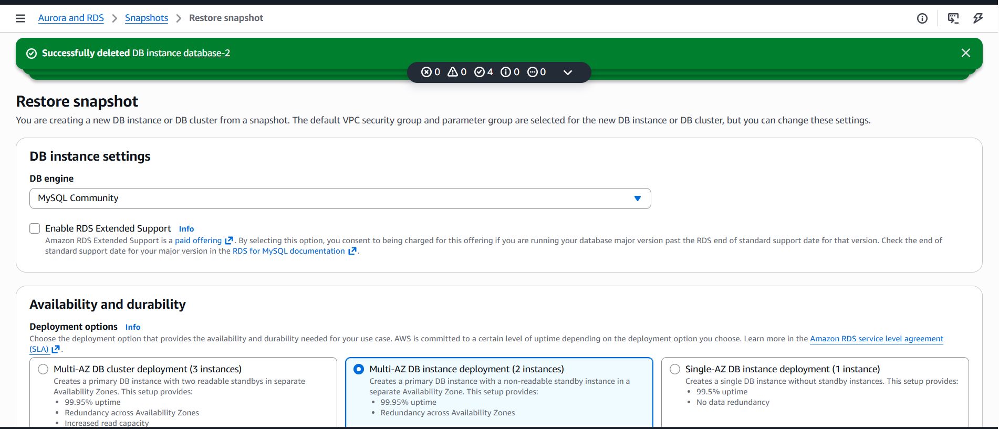 Aurora and RDS > Snapshots > Restore snapshot
Successfully deleted DB instance database-2
0 0 4 0 0
Restore snapshot
You are creating a new DB instance or DB cluster from a snapshot. The default VPC security group and parameter group are selected for the new DB instance or DB cluster, but you can change these settings.
DB instance settings
DB engine
MySQL Community
Enable RDS Extended Support Info
Amazon RDS Extended Support is a paid offering. By selecting this option, you consent to being charged for this offering if you are running your database major version past the RDS end of standard support date for that version. Check the end of
standard support date for your major version in the RDS for MySQL documentation.
Availability and durability
Deployment options Info
Choose the deployment option that provides the availability and durability needed for your use case. AWS is committed to a certain level of uptime depending on the deployment option you choose. Learn more in the Amazon RDS service level agreement
(SLA).
Multi-AZ DB cluster deployment (3 instances)
Creates a primary DB instance with two readable standbys in separate
Availability Zones. This setup provides:
• 99.95% uptime
• Redundancy across Availability Zones
• Increased read capacity
Multi-AZ DB instance deployment (2 instances)
Creates a primary DB instance with a non-readable standby instance in a
separate Availability Zone. This setup provides:
• 99.95% uptime
• Redundancy across Availability Zones
Single-AZ DB instance deployment (1 instance)
Creates a single DB instance without standby instances. This setup provides:
• 99.5% uptime
• No data redundancy